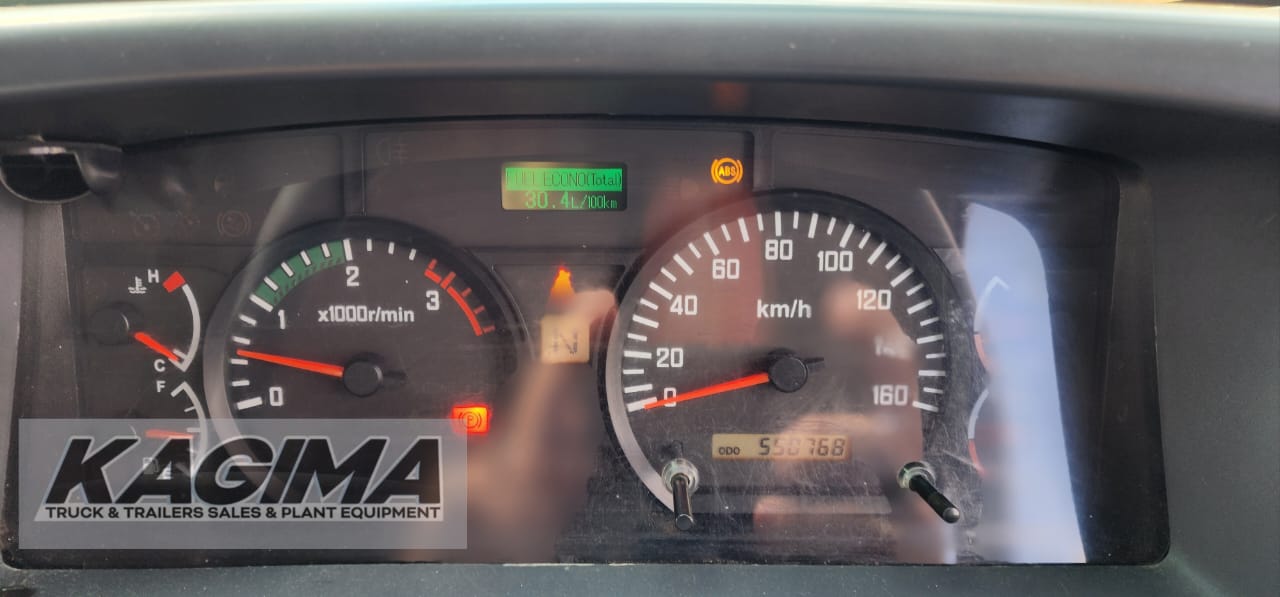 FUEL ECONO(Total)
30.4L/100km
ABS
H
C
F
0
1
2
3
x1000r/min
N
P
0
20
40
60
80
100
120
140
160
km/h
ODO
KAGIMA
TRUCK & TRAILERS SALES & PLANT EQUIPMENT